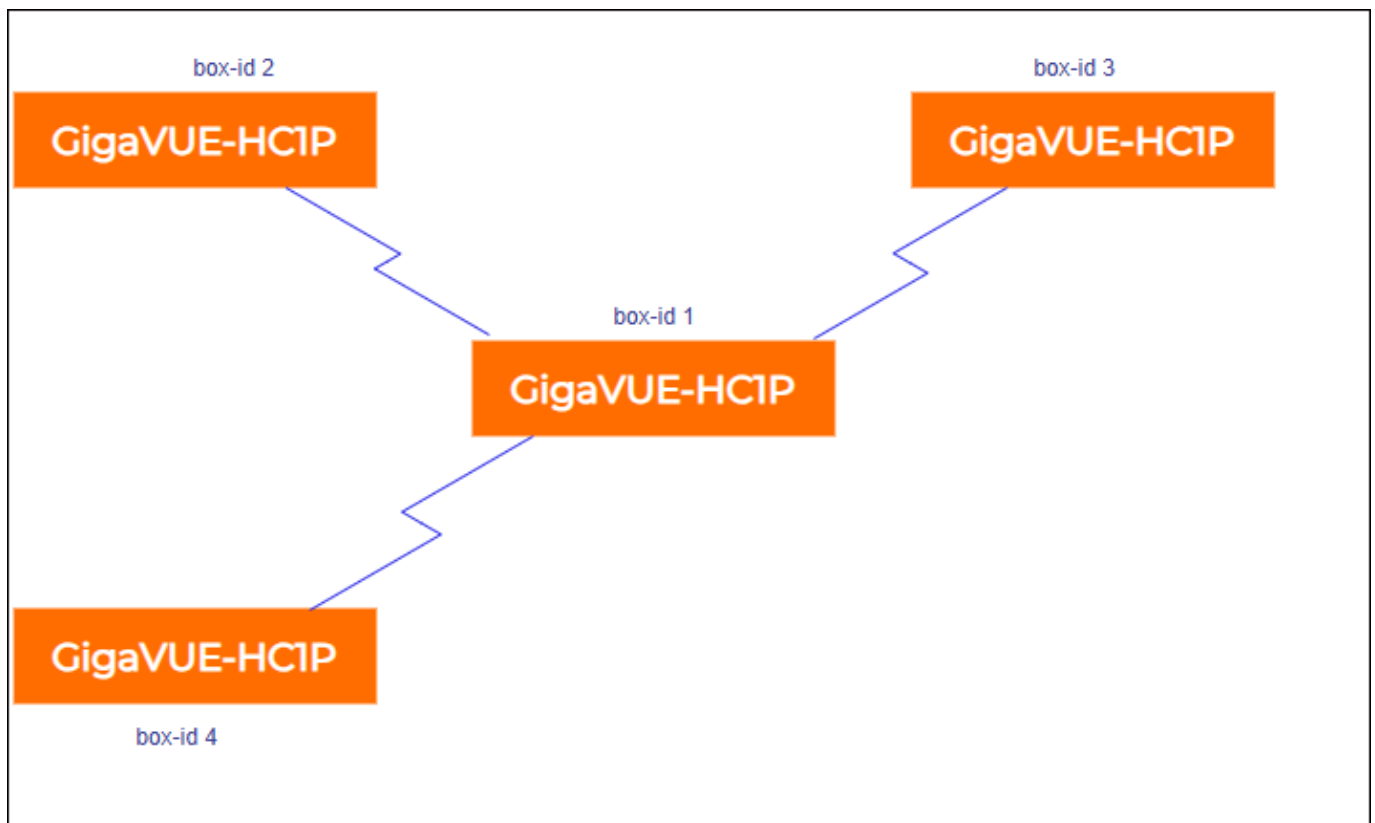 box-id 2
GigaVUE-HC1P
box-id 3
GigaVUE-HC1P
box-id 1
GigaVUE-HC1P
GigaVUE-HC1P
box-id 4